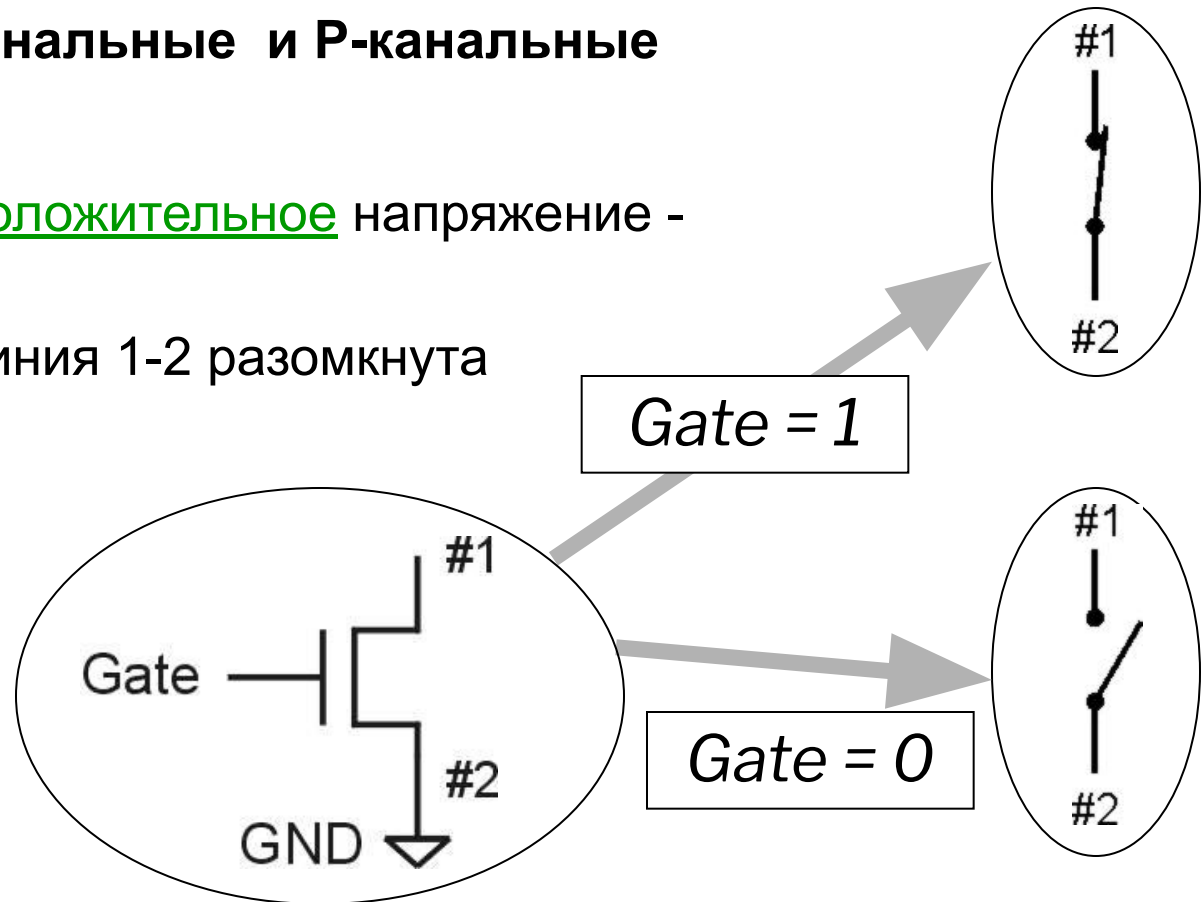 нальные и Р-канальные
оложительное напряжение -
иния 1-2 разомкнута
#1
#2
Gate = 1
#1
Gate
#2
GND
Gate = 0
#1
#2